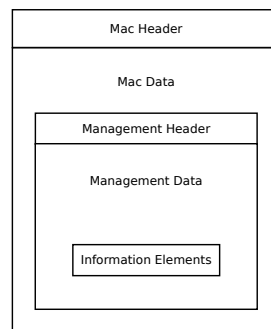 Mac Header
Mac Data
Management Header
Management Data
Information Elements